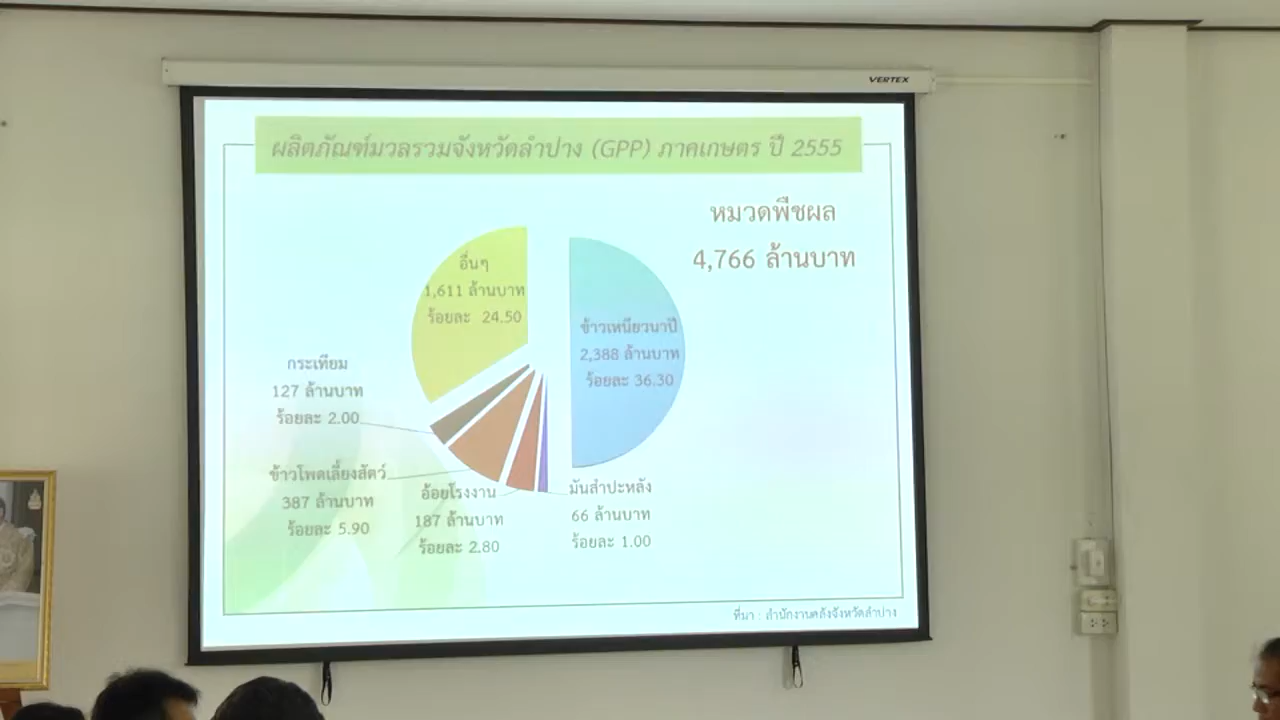 VERTEX
ผลิตภัณฑ์มวลรวมจังหวัดลำปาง (GPP) ภาคเกษตร ปี 2555
หมวดพืชผล
4,766 ล้านบาท
อื่นๆ
1,611 ล้านบาท
ร้อยละ 24.50
ข้าวเหนียวนาปี
2,388 ล้านบาท
ร้อยละ 36.30
กระเทียม
127 ล้านบาท
ร้อยละ 2.00
ข้าวโพดเลี้ยงสัตว์
387 ล้านบาท
ร้อยละ 5.90
อ้อยโรงงาน
187 ล้านบาท
ร้อยละ 2.80
มันสำปะหลัง
66 ล้านบาท
ร้อยละ 1.00
ที่มา : สำนักงานคลังจังหวัดลำปาง